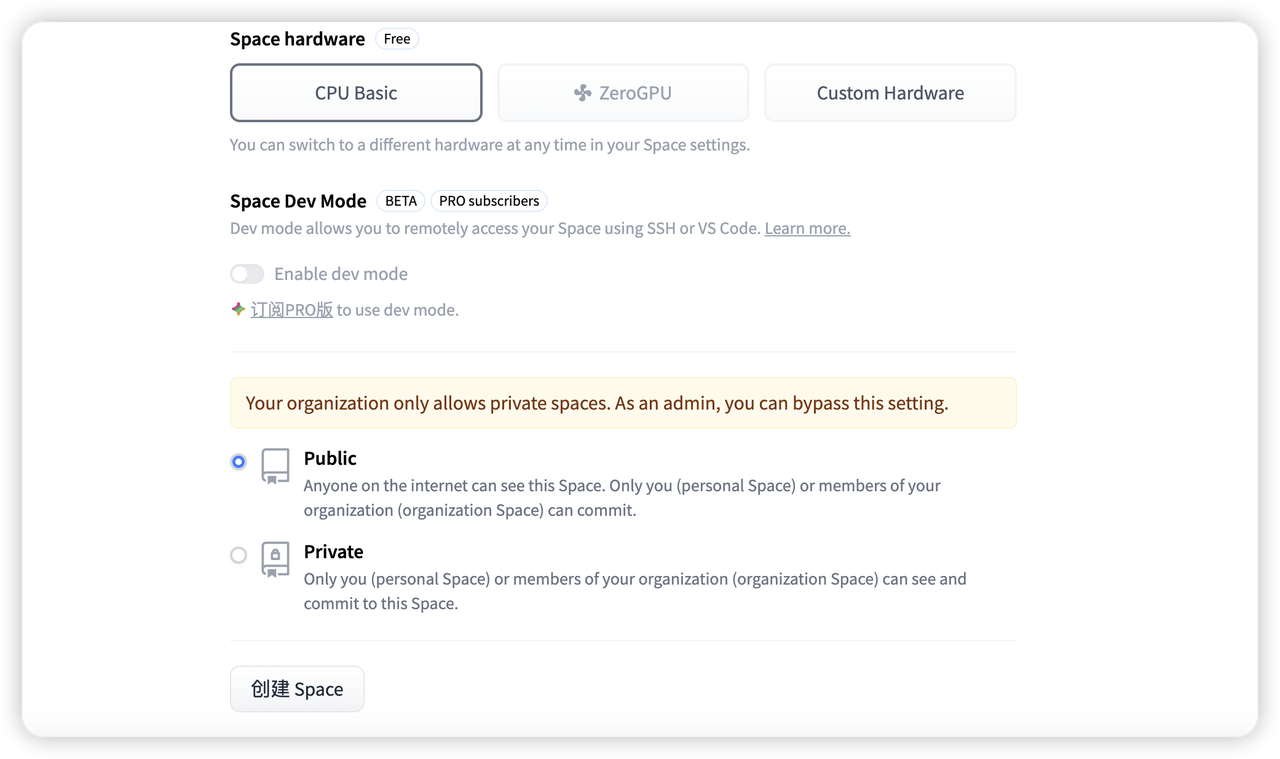 Space hardware Free
CPU Basic
ZeroGPU
Custom Hardware
You can switch to a different hardware at any time in your Space settings.
Space Dev Mode BETA PRO subscribers
Dev mode allows you to remotely access your Space using SSH or VS Code. Learn more.
Enable dev mode
订阅PRO版 to use dev mode.
Your organization only allows private spaces. As an admin, you can bypass this setting.
Public
Anyone on the internet can see this Space. Only you (personal Space) or members of your
organization (organization Space) can commit.
Private
Only you (personal Space) or members of your organization (organization Space) can see and
commit to this Space.
创建 Space